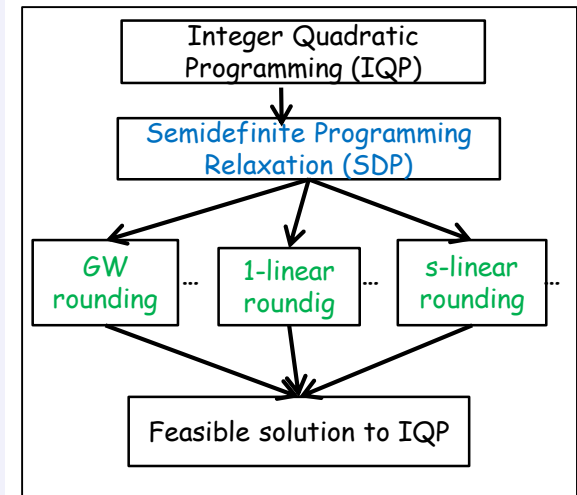 Integer Quadratic
Programming (IQP)
Semidefinite Programming
Relaxation (SDP)
GW
rounding
...
1-linear
roundig
...
s-linear
rounding
...
Feasible solution to IQP